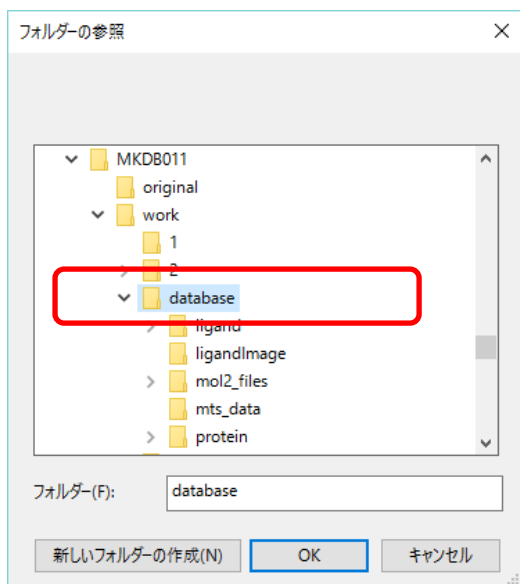 フォルダーの参照
MKDB011
original
work
1
2
database
ligand
ligandImage
mol2_files
mts_data
protein
フォルダー(F):
database
新しいフォルダーの作成(N)
OK
キャンセル